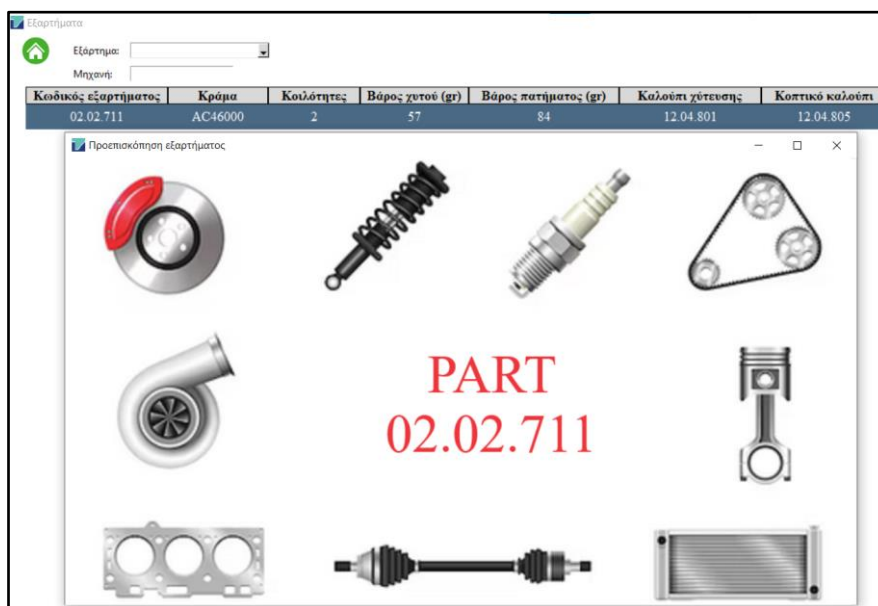 Εξαρτήματα
Εξάρτημα:
Μηχανή:
Κωδικός εξαρτήματος Κράμα Κοιλότητες Βάρος χυτού (gr) Βάρος πατήματος (gr) Καλούπι χύτευσης Κοπτικό καλούπι
02.02.711 AC46000 2 57 84 12.04.801 12.04.805
Προεπισκόπηση εξαρτήματος
PART
02.02.711